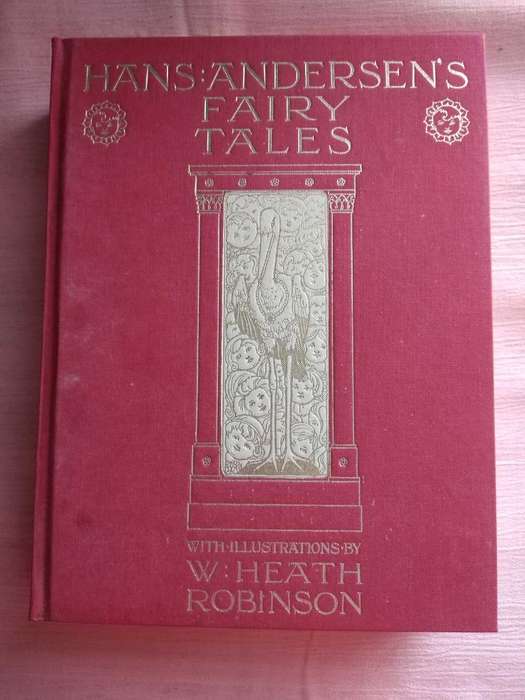 HANS:ANDERSEN'S
FAIRY
TALES
WITH·ILLUSTRATIONS·BY
W:HEATH
ROBINSON